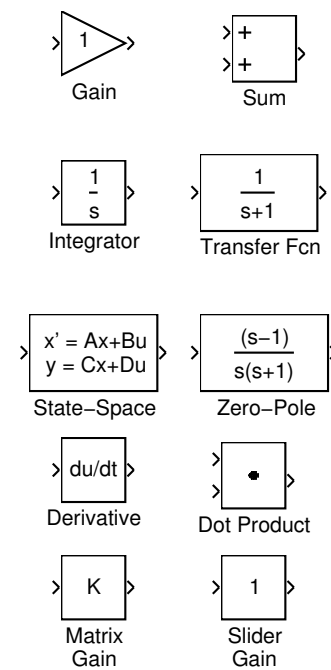 1
Gain
+
+
Sum
1
s
Integrator
1
s+1
Transfer Fcn
x' = Ax+Bu
y = Cx+Du
State−Space
(s−1)
s(s+1)
Zero−Pole
du/dt
Derivative
Dot Product
K
Matrix
Gain
1
Slider
Gain